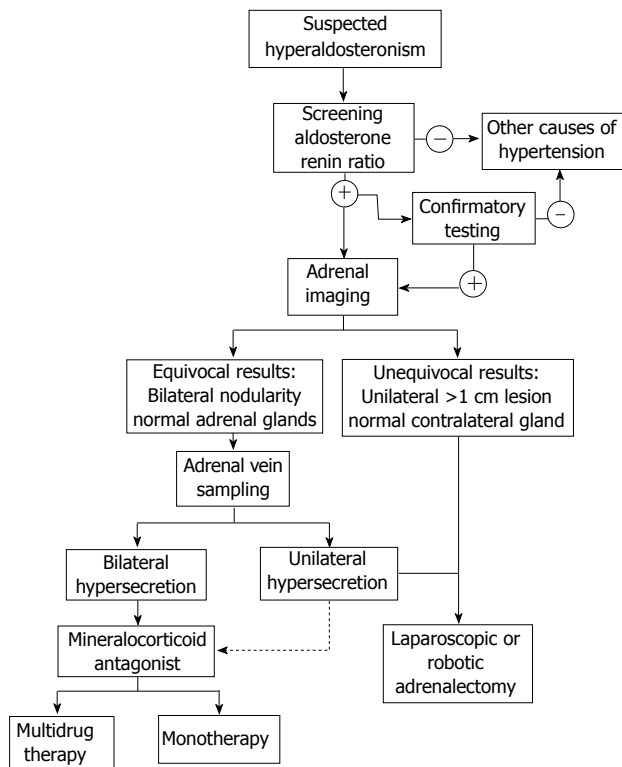 Suspected
hyperaldosteronism
Screening
aldosterone
renin ratio
−
Other causes of
hypertension
+
Confirmatory
testing
−
+
Adrenal
imaging
Equivocal results:
Bilateral nodularity
normal adrenal glands
Unequivocal results:
Unilateral >1 cm lesion
normal contralateral gland
Adrenal vein
sampling
Bilateral
hypersecretion
Unilateral
hypersecretion
Mineralocorticoid
antagonist
Laparoscopic or
robotic
adrenalectomy
Multidrug
therapy
Monotherapy